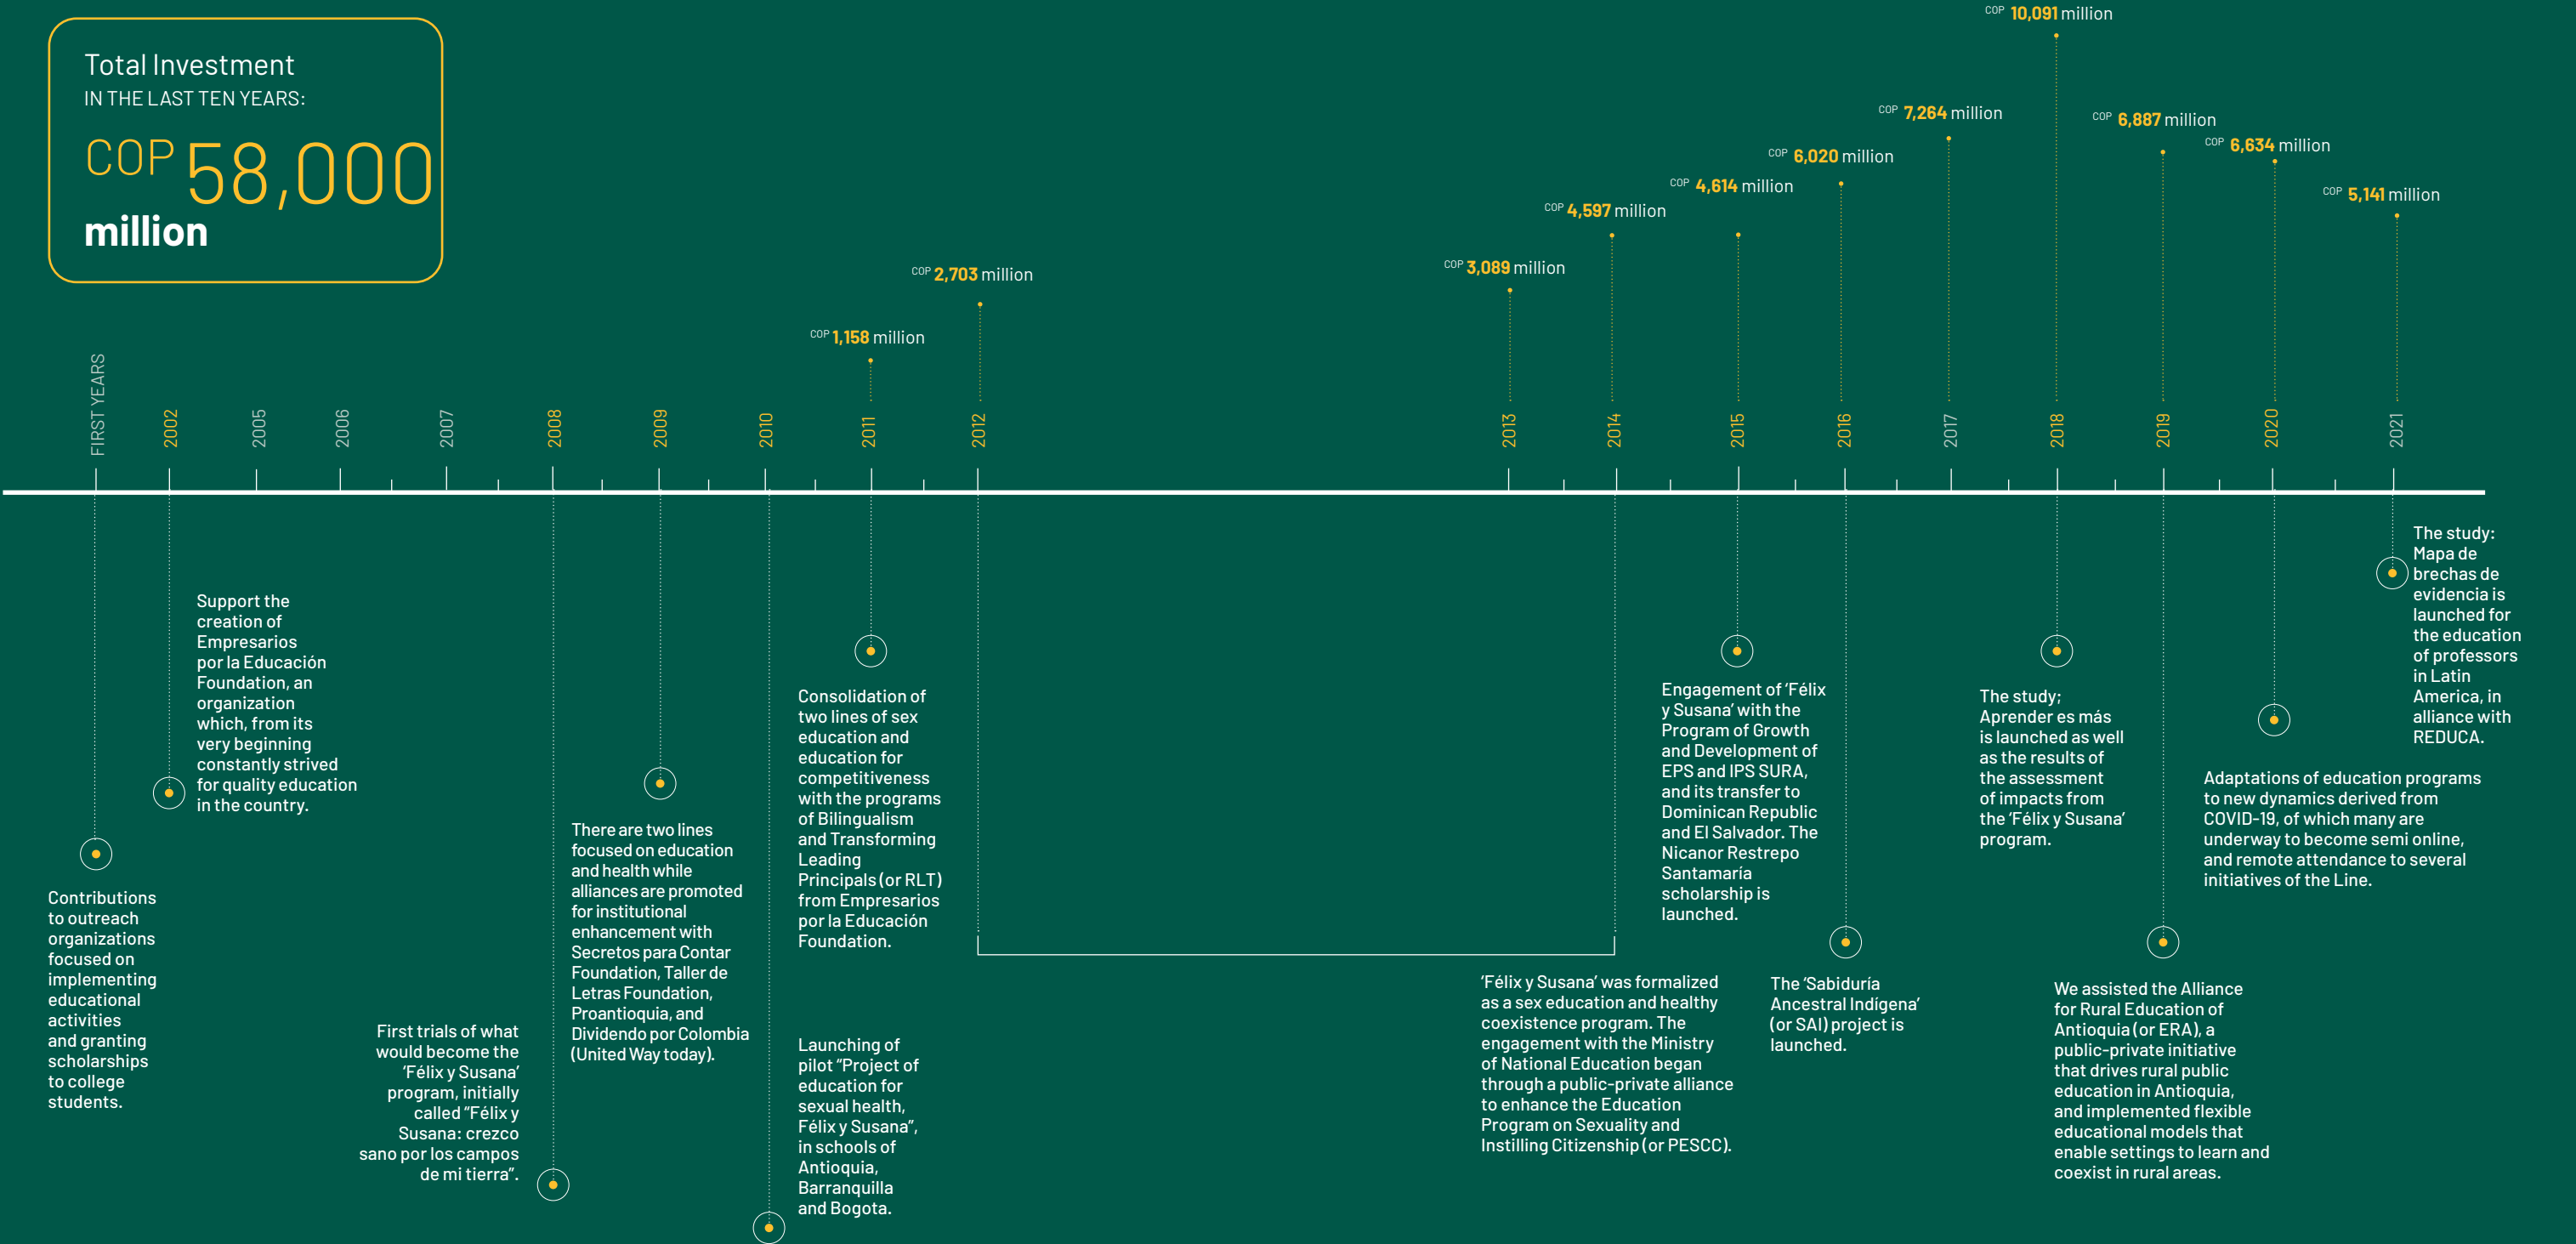 Total Investment
IN THE LAST TEN YEARS:
COP 58,000
million
COP 1,158 million
COP 2,703 million
COP 3,089 million
COP 4,597 million
COP 4,614 million
COP 6,020 million
COP 7,264 million
COP 10,091 million
COP 6,887 million
COP 6,634 million
COP 5,141 million
FIRST YEARS
2002
2005
2006
2007
2008
2009
2010
2011
2012
2013
2014
2015
2016
2017
2018
2019
2020
2021
Contributions
to outreach
organizations
focused on
implementing
educational
activities
and granting
scholarships
to college
students.
Support the
creation of
Empresarios
por la Educación
Foundation, an
organization
which, from its
very beginning
constantly strived
for quality education
in the country.
First trials of what
would become the
‘Félix y Susana’
program, initially
called “Félix y
Susana: crezco
sano por los campos
de mi tierra”.
There are two lines
focused on education
and health while
alliances are promoted
for institutional
enhancement with
Secretos para Contar
Foundation, Taller de
Letras Foundation,
Proantioquia, and
Dividendo por Colombia
(United Way today).
Launching of
pilot “Project of
education for
sexual health,
Félix y Susana”,
in schools of
Antioquia,
Barranquilla
and Bogota.
Consolidation of
two lines of sex
education and
education for
competitiveness
with the programs
of Bilingualism
and Transforming
Leading
Principals (or RLT)
from Empresarios
por la Educación
Foundation.
‘Félix y Susana’ was formalized
as a sex education and healthy
coexistence program. The
engagement with the Ministry
of National Education began
through a public-private alliance
to enhance the Education
Program on Sexuality and
Instilling Citizenship (or PESCC).
Engagement of ‘Félix
y Susana’ with the
Program of Growth
and Development of
EPS and IPS SURA,
and its transfer to
Dominican Republic
and El Salvador. The
Nicanor Restrepo
Santamaría
scholarship is
launched.
The ‘Sabiduría
Ancestral Indígena’
(or SAI) project is
launched.
The study;
Aprender es más
is launched as well
as the results of
the assessment
of impacts from
the ‘Félix y Susana’
program.
We assisted the Alliance
for Rural Education of
Antioquia (or ERA), a
public-private initiative
that drives rural public
education in Antioquia,
and implemented flexible
educational models that
enable settings to learn and
coexist in rural areas.
Adaptations of education programs
to new dynamics derived from
COVID-19, of which many are
underway to become semi online,
and remote attendance to several
initiatives of the Line.
The study:
Mapa de
brechas de
evidencia is
launched for
the education
of professors
in Latin
America, in
alliance with
REDUCA.